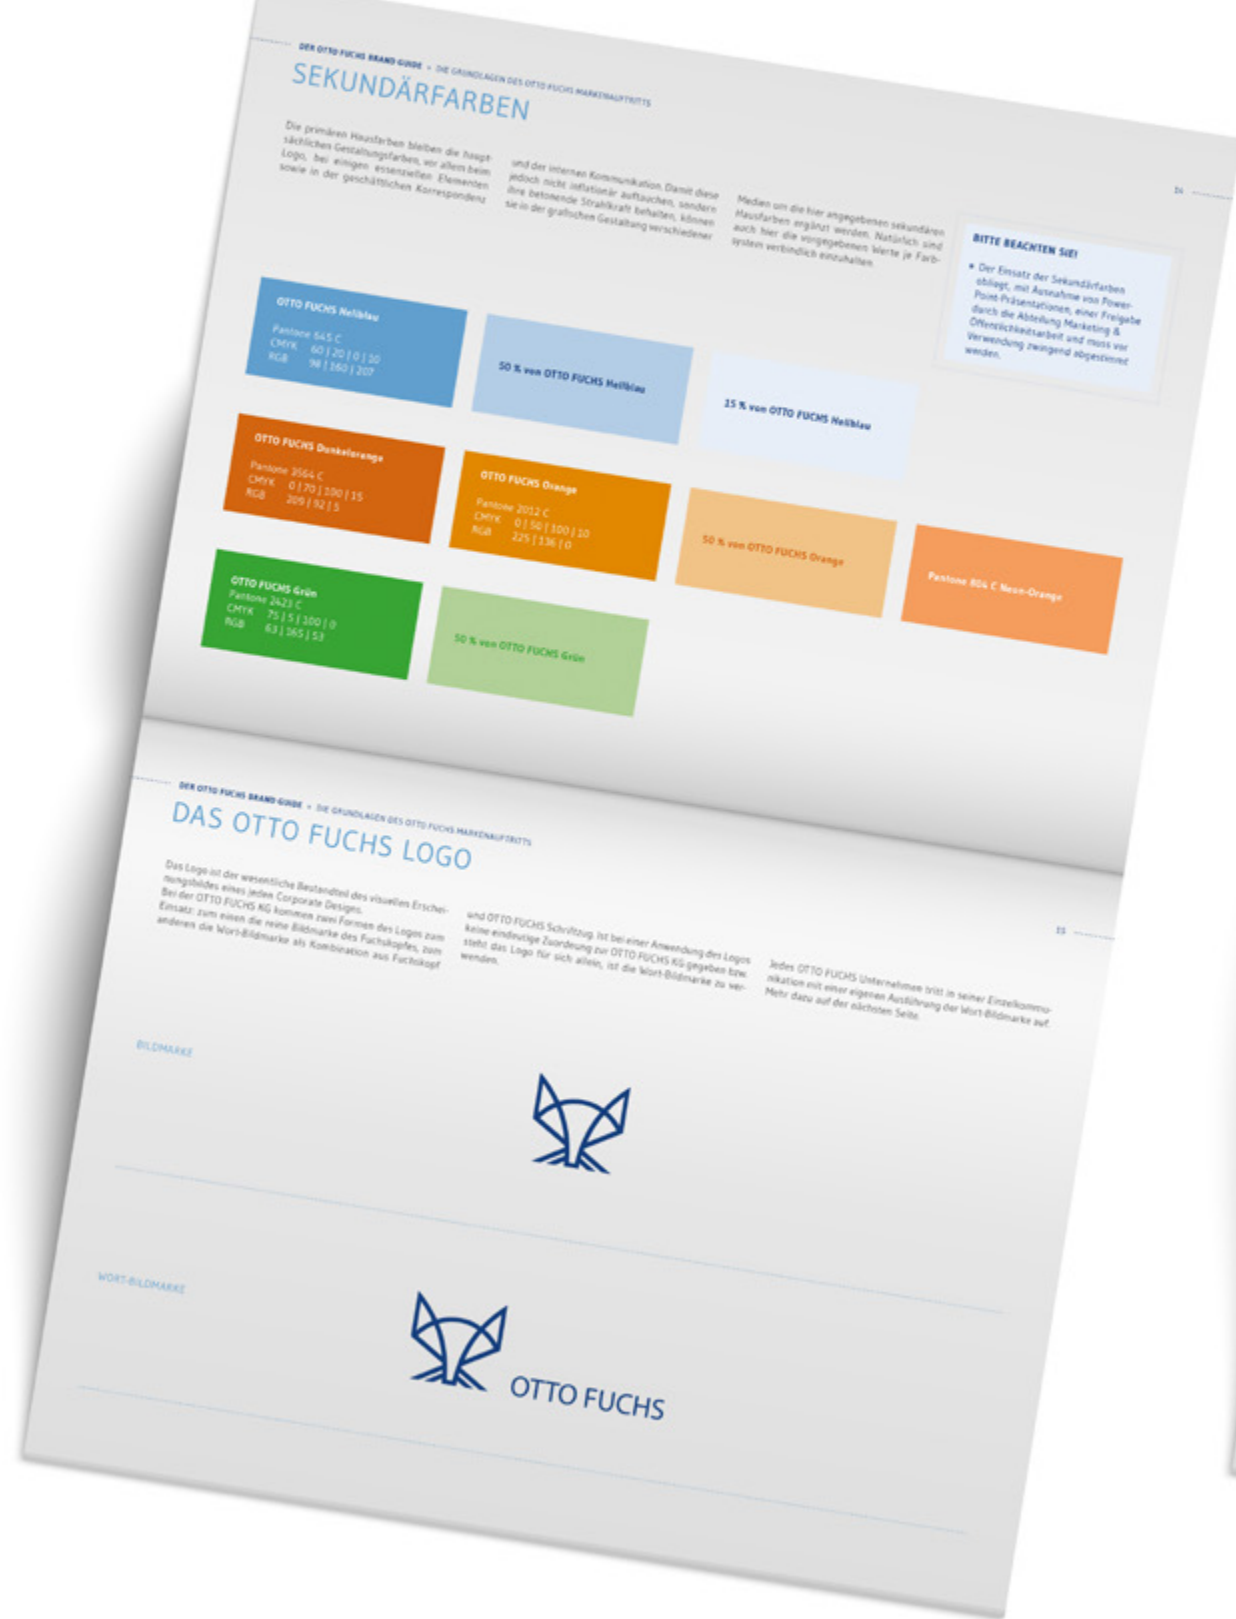 DER OTTO FUCHS BRAND GUIDE • DIE GRUNDLAGEN DES OTTO FUCHS MARKENAUFTRITTS
SEKUNDÄRFARBEN
14
Die primären Hausfarben bleiben die haupt-
sächlichen Gestaltungsfarben, vor allem beim
Logo, bei einigen essenziellen Elementen
sowie in der geschäftlichen Korrespondenz
und der internen Kommunikation. Damit diese
jedoch nicht inflationär auftauchen, sondern
ihre betonende Strahlkraft behalten, können
sie in der grafischen Gestaltung verschiedener
Medien um die hier angegebenen sekundären
Hausfarben ergänzt werden. Natürlich sind
auch hier die vorgegebenen Werte je Farb-
system verbindlich einzuhalten.
BITTE BEACHTEN SIE!
• Der Einsatz der Sekundärfarben
obliegt, mit Ausnahme von Power-
Point-Präsentationen, einer Freigabe
durch die Abteilung Marketing &
Öffentlichkeitsarbeit und muss vor
Verwendung zwingend abgestimmt
werden.
OTTO FUCHS Hellblau
Pantone 645 C
CMYK 60 | 20 | 0 | 10
RGB 98 | 160 | 207
50 % von OTTO FUCHS Hellblau
15 % von OTTO FUCHS Hellblau
OTTO FUCHS Dunkelorange
Pantone 3564 C
CMYK 0 | 70 | 100 | 15
RGB 209 | 92 | 5
OTTO FUCHS Orange
Pantone 2012 C
CMYK 0 | 50 | 100 | 10
RGB 225 | 136 | 0
50 % von OTTO FUCHS Orange
Pantone 804 C Neon-Orange
OTTO FUCHS Grün
Pantone 2423 C
CMYK 75 | 5 | 100 | 0
RGB 63 | 165 | 53
50 % von OTTO FUCHS Grün
DER OTTO FUCHS BRAND GUIDE • DIE GRUNDLAGEN DES OTTO FUCHS MARKENAUFTRITTS
DAS OTTO FUCHS LOGO
15
Das Logo ist der wesentliche Bestandteil des visuellen Erschei-
nungsbildes eines jeden Corporate Designs.
Bei der OTTO FUCHS KG kommen zwei Formen des Logos zum
Einsatz: zum einen die reine Bildmarke des Fuchskopfes, zum
anderen die Wort-Bildmarke als Kombination aus Fuchskopf
und OTTO FUCHS Schriftzug. Ist bei einer Anwendung des Logos
keine eindeutige Zuordnung zur OTTO FUCHS KG gegeben bzw.
steht das Logo für sich allein, ist die Wort-Bildmarke zu ver-
wenden.
Jedes OTTO FUCHS Unternehmen tritt in seiner Einzelkommu-
nikation mit einer eigenen Ausführung der Wort-Bildmarke auf.
Mehr dazu auf der nächsten Seite.
BILDMARKE
WORT-BILDMARKE
OTTO FUCHS